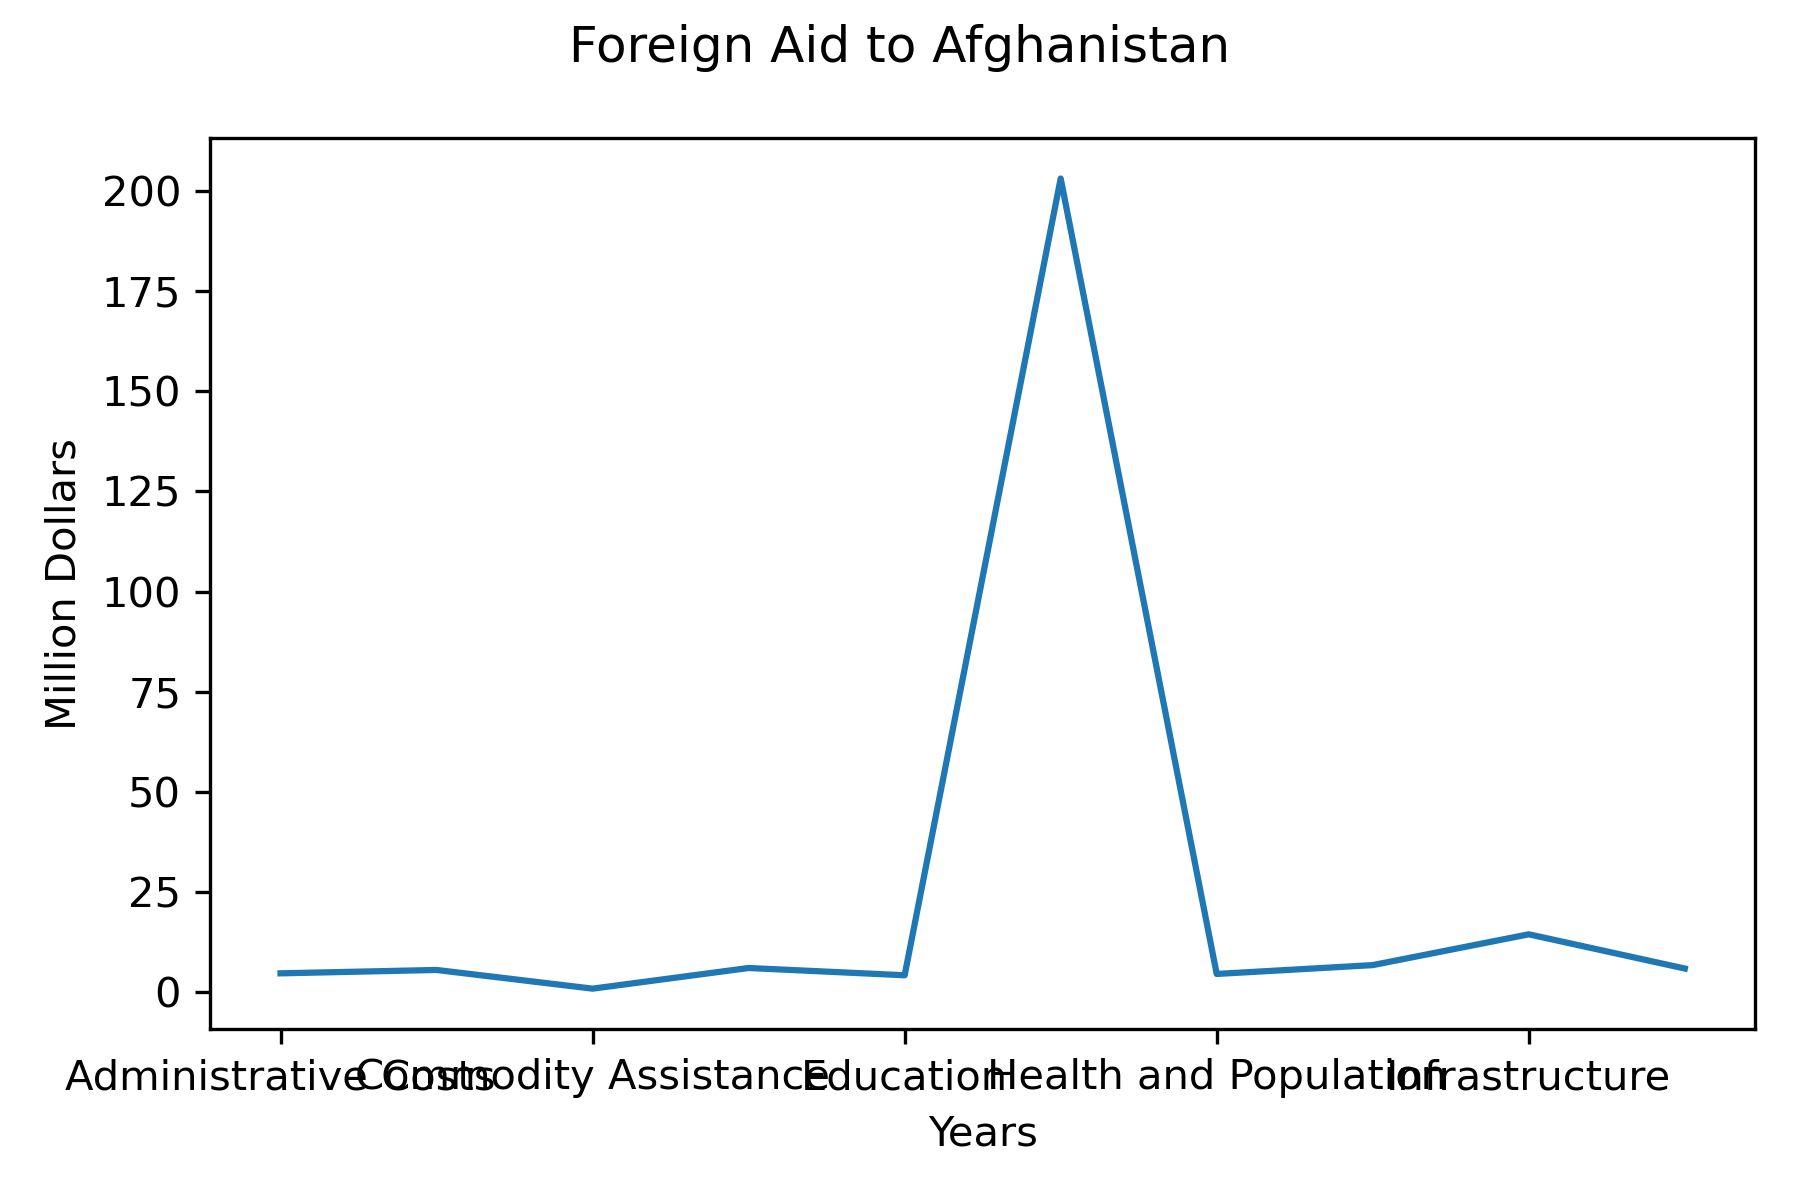 Foreign Aid to Afghanistan
200
175
150
125
100
75
50
25
0
Million Dollars
Administrative Costs
Commodity Assistance
Education
Health and Population
Infrastructure
Years